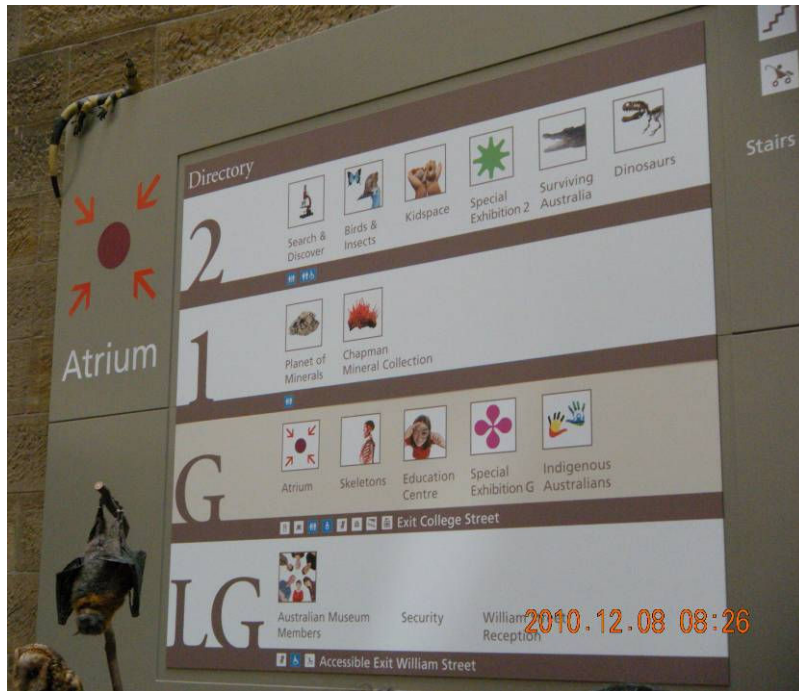 Stairs
Directory
2
Search &
Discover
Birds &
Insects
Kidspace
Special
Exhibition 2
Surviving
Australia
Dinosaurs
Atrium
1
Planet of
Minerals
Chapman
Mineral Collection
G
Atrium
Skeletons
Education
Centre
Special
Exhibition G
Indigenous
Australians
Exit College Street
LG
Australian Museum
Members
Security
William
Reception
Accessible Exit William Street
2010.12.08 08:26